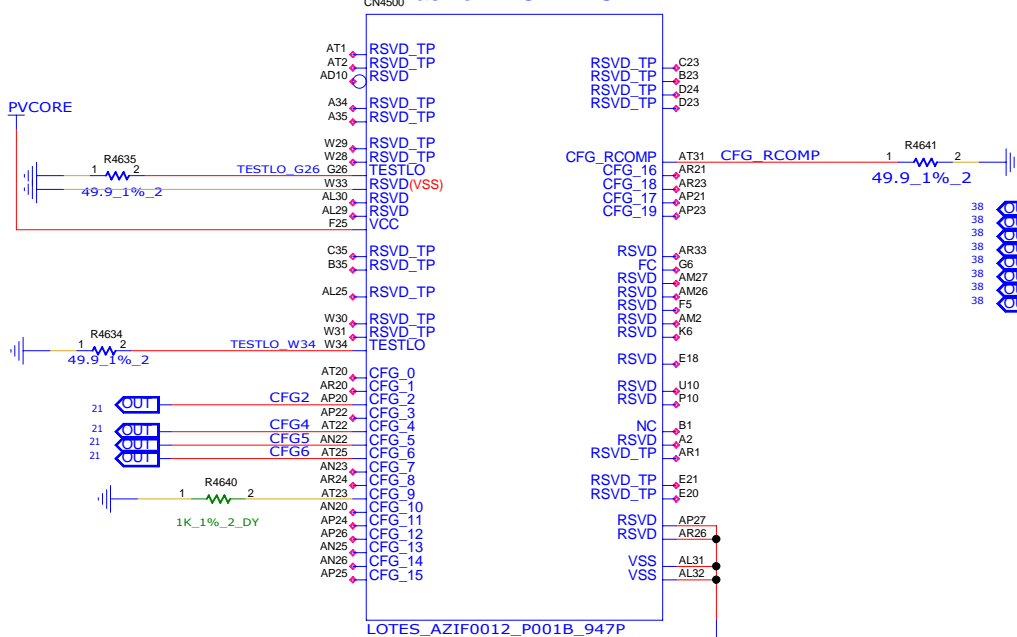 CN4500
AT1 RSVD_TP
AT2 RSVD_TP
AD10 RSVD
A34 RSVD_TP
A35 RSVD_TP
PVCORE
W29 RSVD_TP
W28 RSVD_TP
R4635
1 2 TESTLO_G26 G26 TESTLO
49.9_1%_2
W33 RSVD(VSS)
AL30 RSVD
AL29 RSVD
F25 VCC
C35 RSVD_TP
B35 RSVD_TP
AL25 RSVD_TP
W30 RSVD_TP
W31 RSVD_TP
R4634
1 2 TESTLO_W34 W34 TESTLO
49.9_1%_2
AT20 CFG_0
AR20 CFG_1
21 OUT CFG2 AP20 CFG_2
AP22 CFG_3
21 OUT CFG4 AT22 CFG_4
21 OUT CFG5 AN22 CFG_5
21 OUT CFG6 AT25 CFG_6
AN23 CFG_7
AR24 CFG_8
R4640
1 2 AT23 CFG_9
1K_1%_2_DY
AN20 CFG_10
AP24 CFG_11
AP26 CFG_12
AN25 CFG_13
AN26 CFG_14
AP25 CFG_15
RSVD_TP C23
RSVD_TP B23
RSVD_TP D24
RSVD_TP D23
R4641
CFG_RCOMP AT31 CFG_RCOMP 1 2
49.9_1%_2
CFG_16 AR21
CFG_18 AR23
CFG_17 AP21
CFG_19 AP23
RSVD AR33
FC G6
RSVD AM27
RSVD AM26
RSVD F5
RSVD AM2
RSVD K6
RSVD E18
RSVD U10
RSVD P10
NC B1
RSVD A2
RSVD_TP AR1
RSVD_TP E21
RSVD_TP E20
RSVD AP27
RSVD AR26
VSS AL31
VSS AL32
38
38
38
38
38
38
38
38
LOTES_AZIF0012_P001B_947P